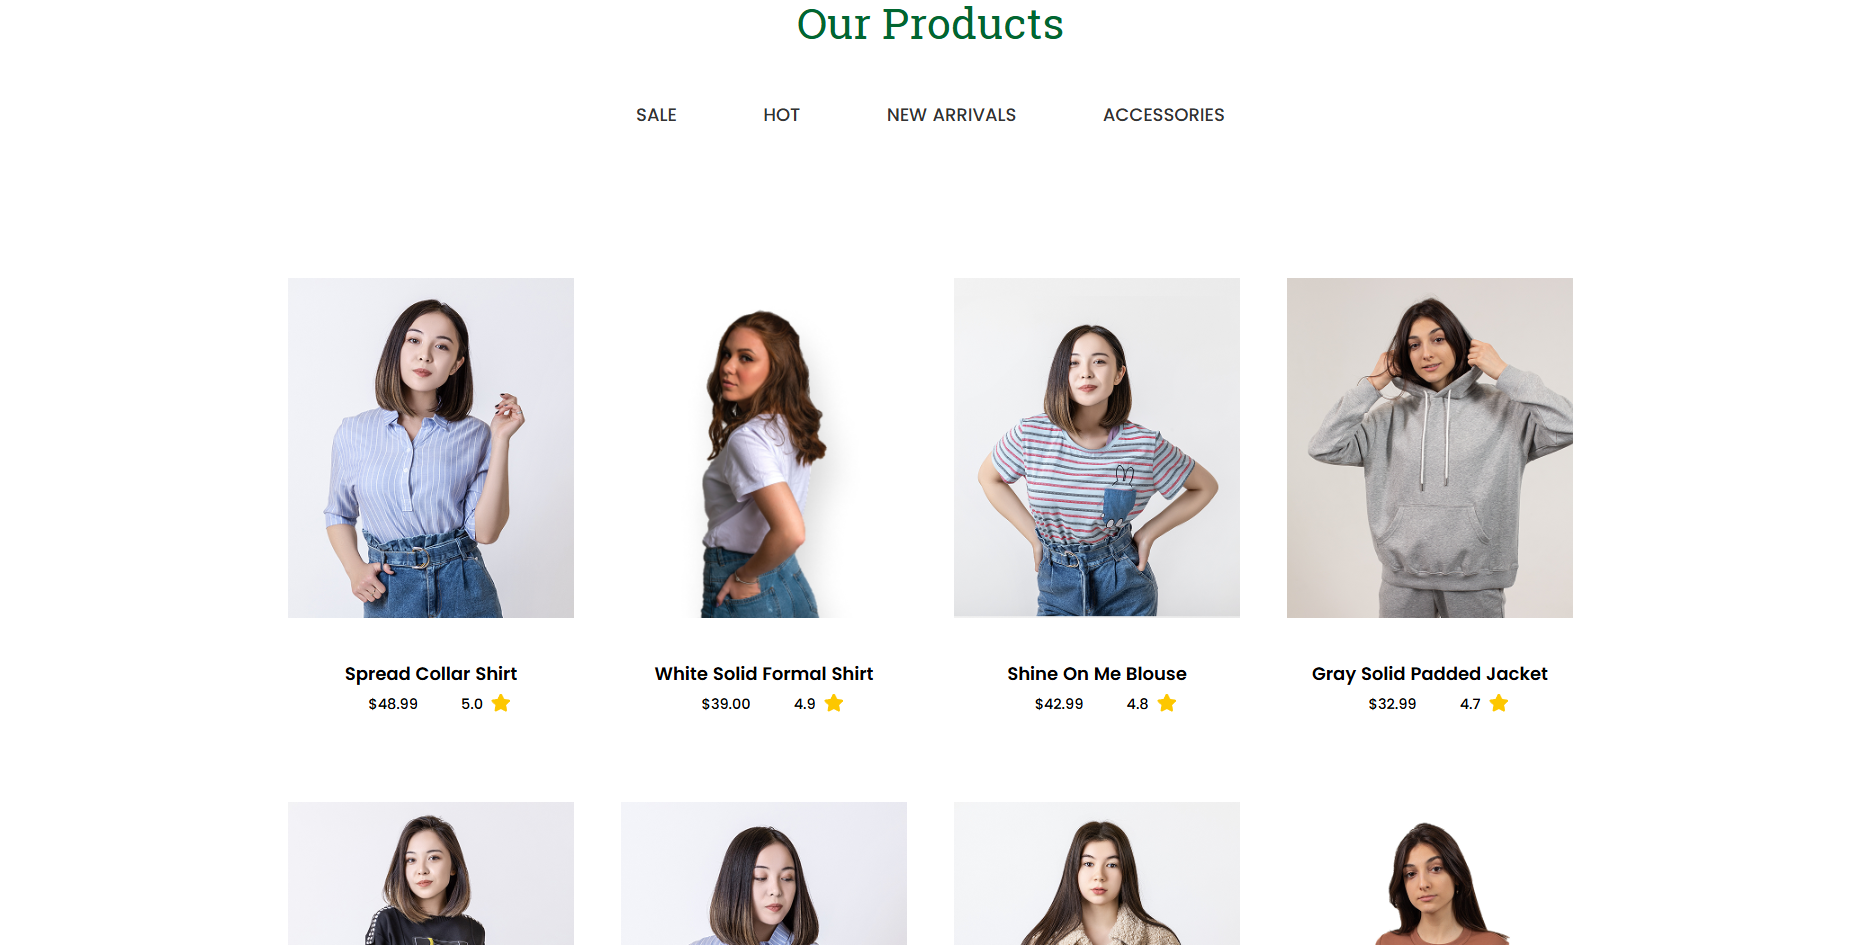 Our Products
SALE HOT NEW ARRIVALS ACCESSORIES
Spread Collar Shirt
$48.99 5.0
White Solid Formal Shirt
$39.00 4.9
Shine On Me Blouse
$42.99 4.8
Gray Solid Padded Jacket
$32.99 4.7